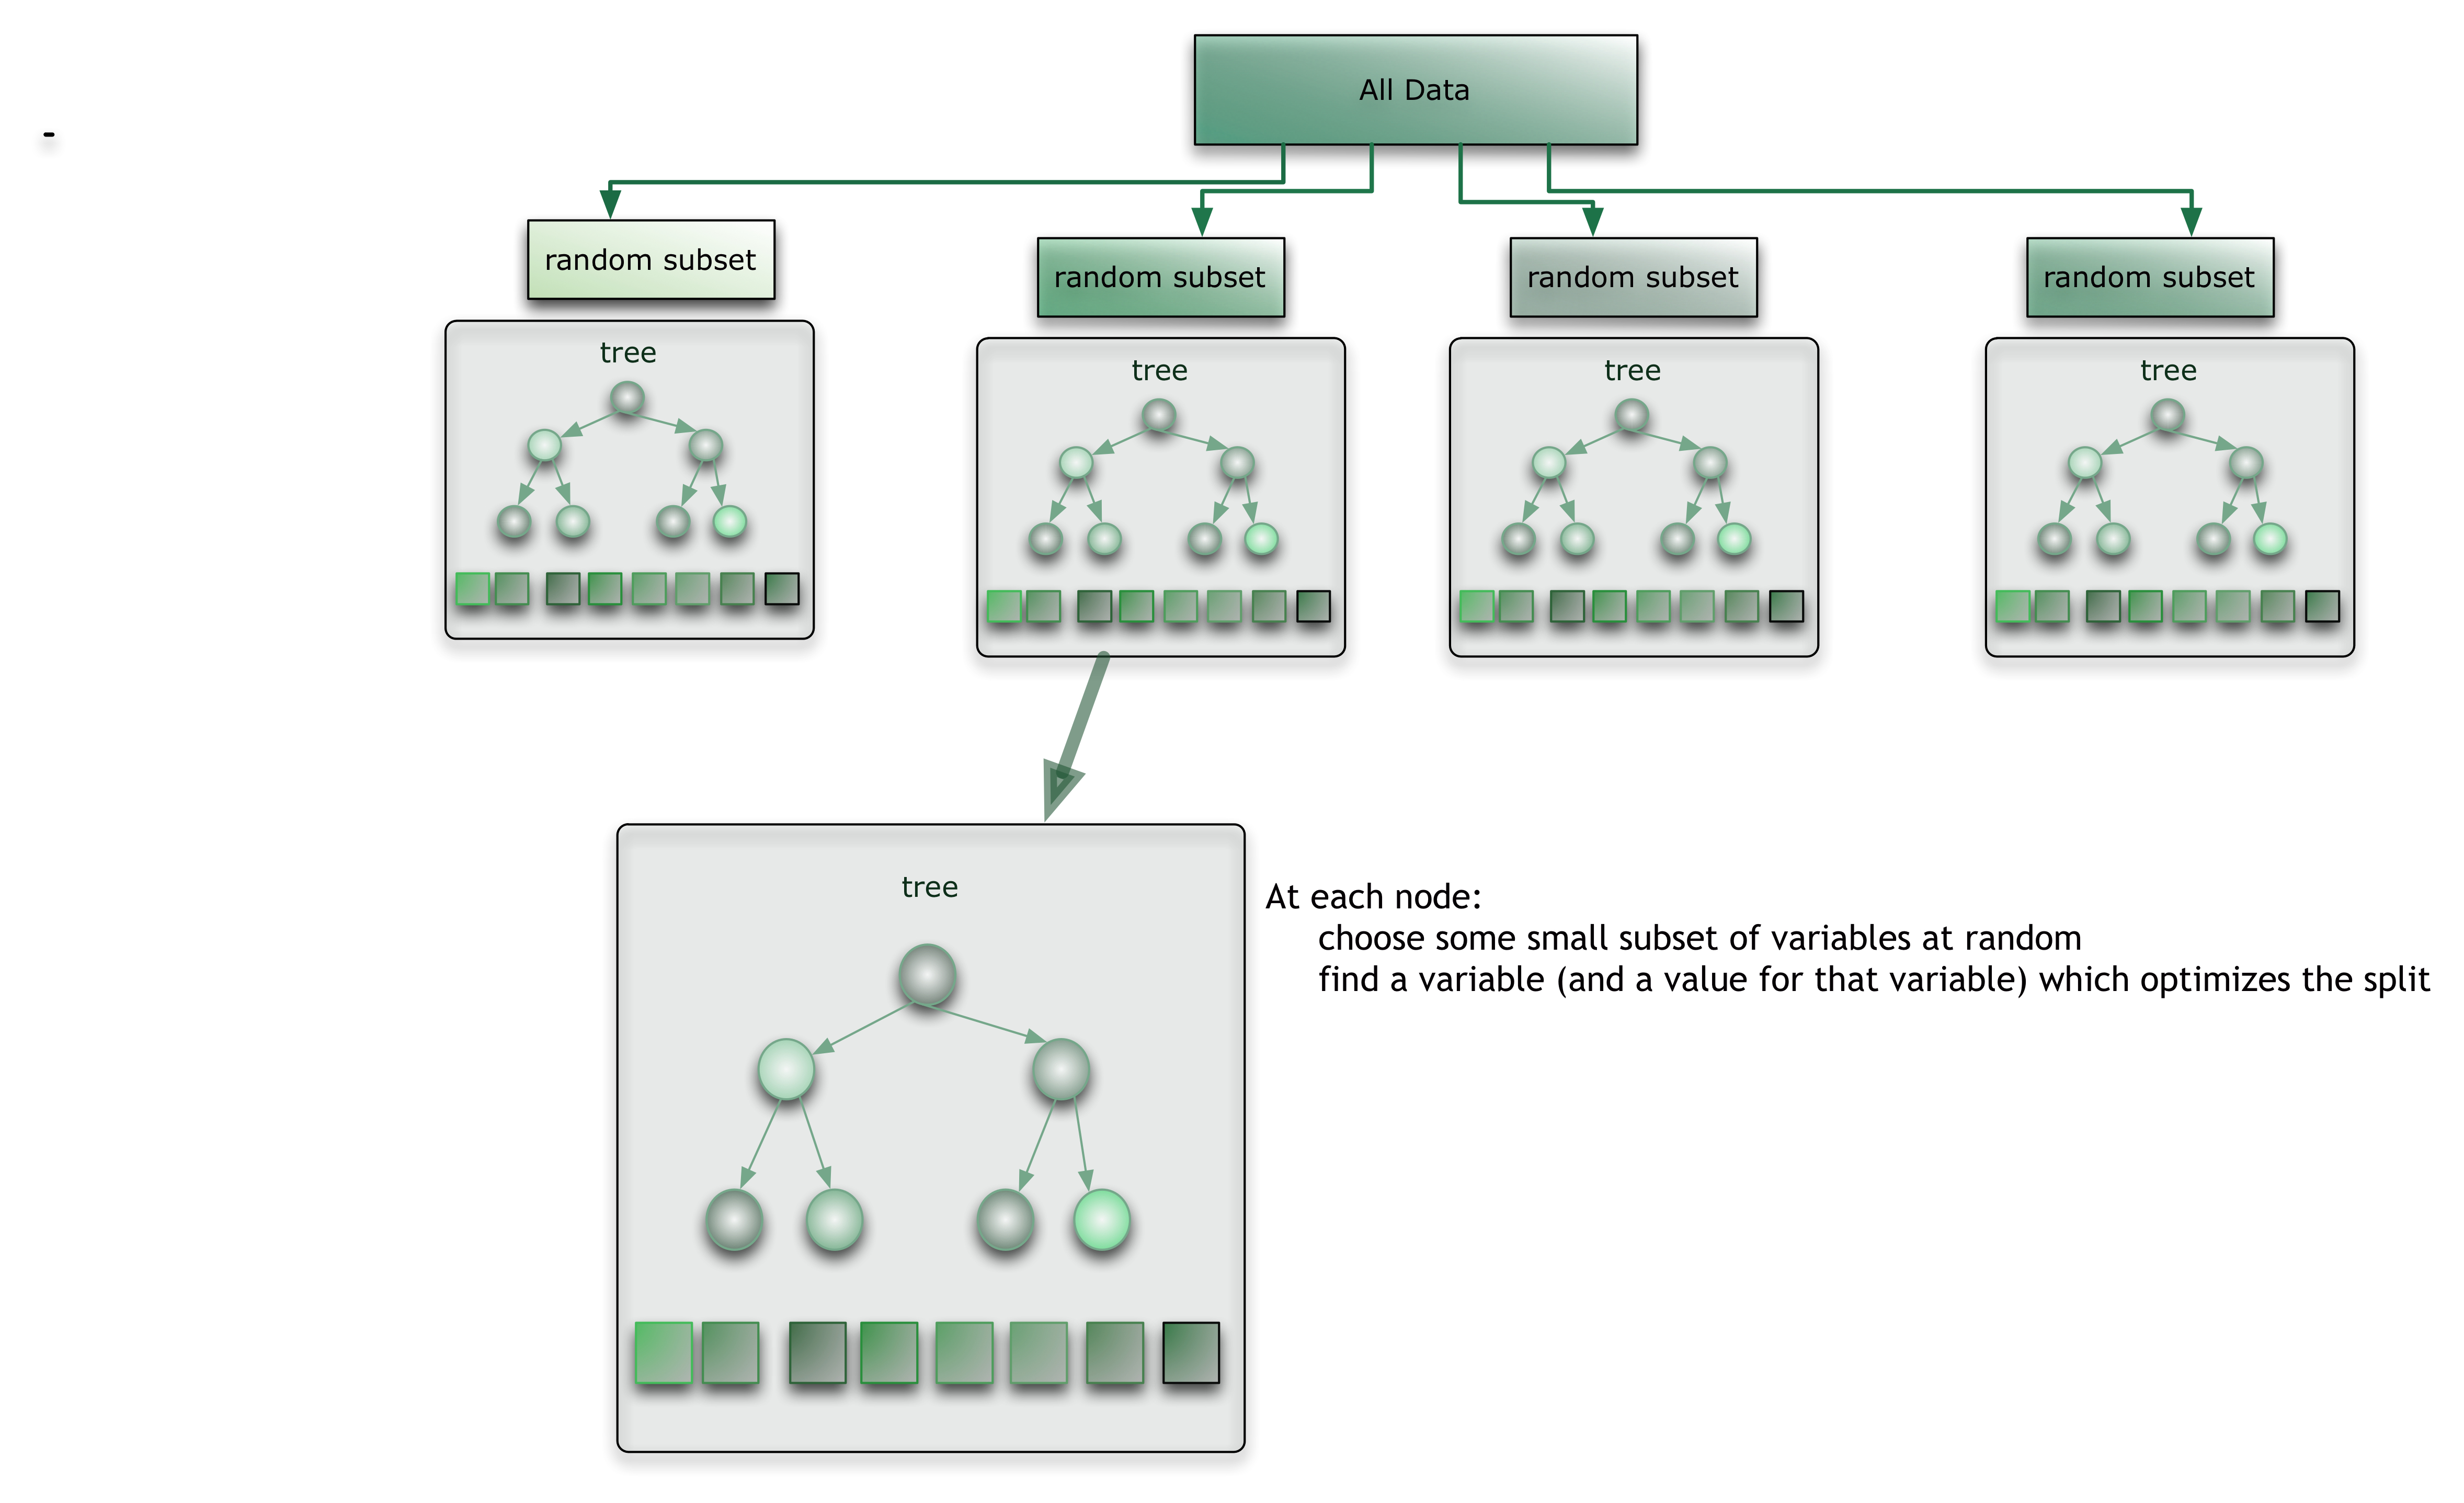 All Data
-
random subset
random subset
random subset
random subset
tree
tree
tree
tree
tree
At each node:
choose some small subset of variables at random
find a variable (and a value for that variable) which optimizes the split